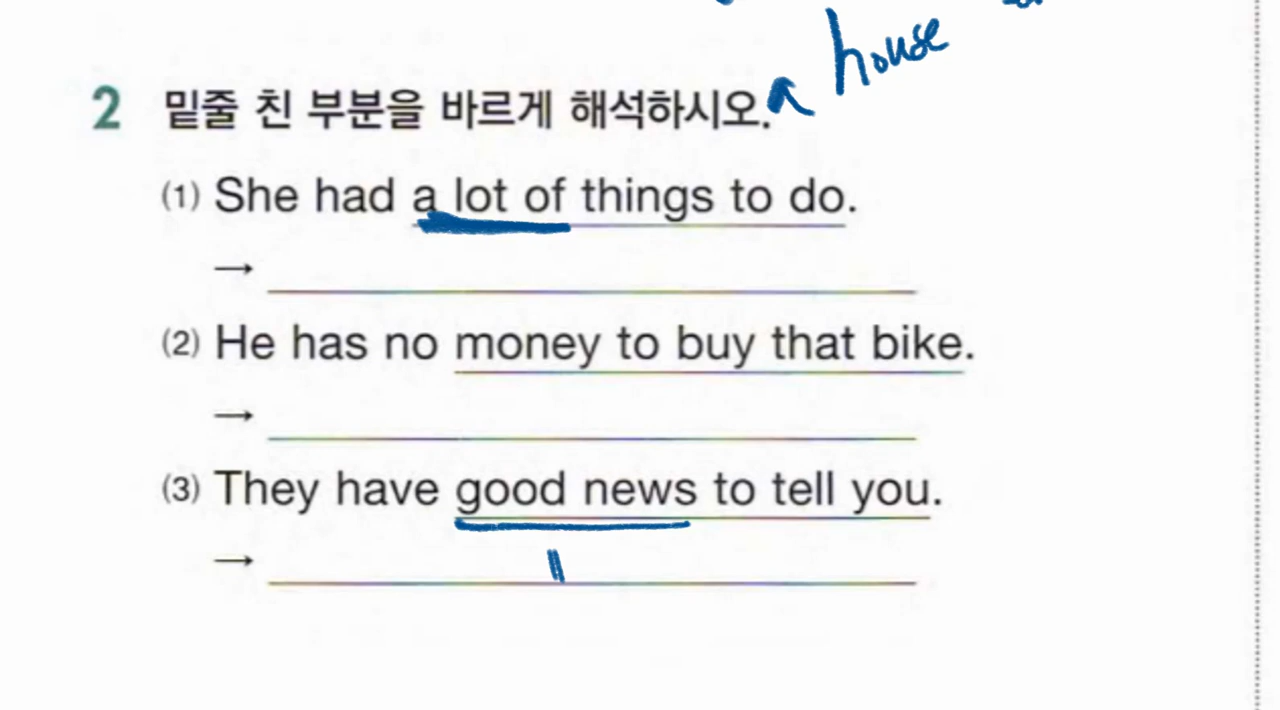 a house
2 밑줄 친 부분을 바르게 해석하시오.
(1) She had a lot of things to do.
→
(2) He has no money to buy that bike.
→
(3) They have good news to tell you.
→